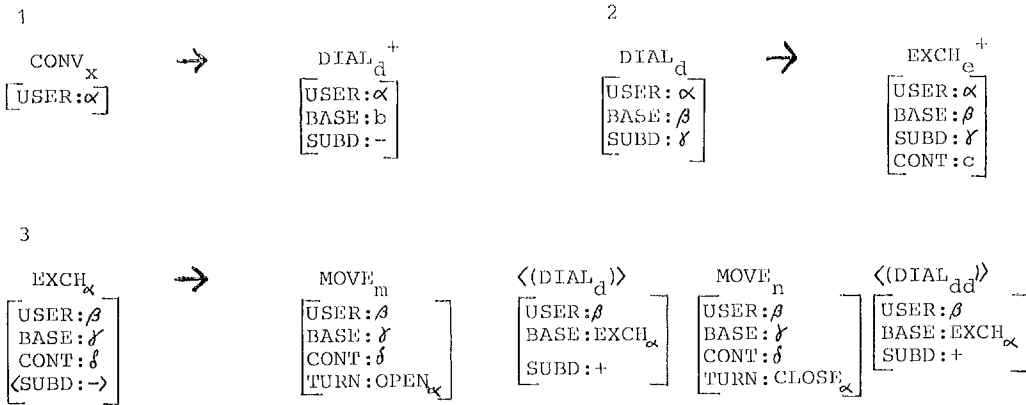 1
CONV_x → DIAL_d^+
[USER:α] [USER:α
BASE:b
SUBD:-]
2
DIAL_d → EXCH_e^+
[USER:α
BASE:β
SUBD:γ] [USER:α
BASE:β
SUBD:γ
CONT:c]
3
EXCH_α → MOVE_m ⟨(DIAL_d)⟩ MOVE_n ⟨(DIAL_dd)⟩
[USER:β
BASE:γ
CONT:δ
⟨SUBD:-⟩]
[USER:β
BASE:γ
CONT:δ
TURN:OPEN_α]
[USER:β
BASE:EXCH_α
SUBD:+]
[USER:β
BASE:γ
CONT:δ
TURN:CLOSE_α]
[USER:β
BASE:EXCH_α
SUBD:+]